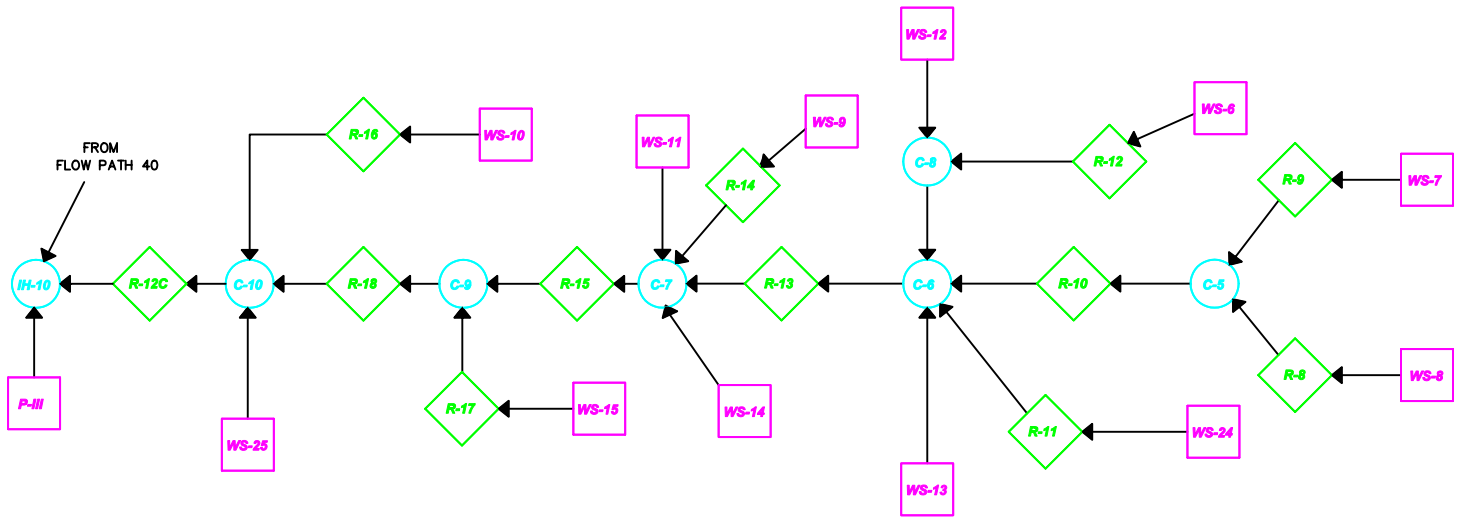 WS-12
WS-6
WS-9
R-16
WS-10
WS-11
FROM
FLOW PATH 40
C-8
R-12
R-9
WS-7
R-14
IH-10
R-12C
C-10
R-18
C-9
R-15
C-7
R-13
C-6
R-10
C-5
P-III
R-8
WS-8
R-17
WS-15
WS-14
R-11
WS-24
WS-25
WS-13